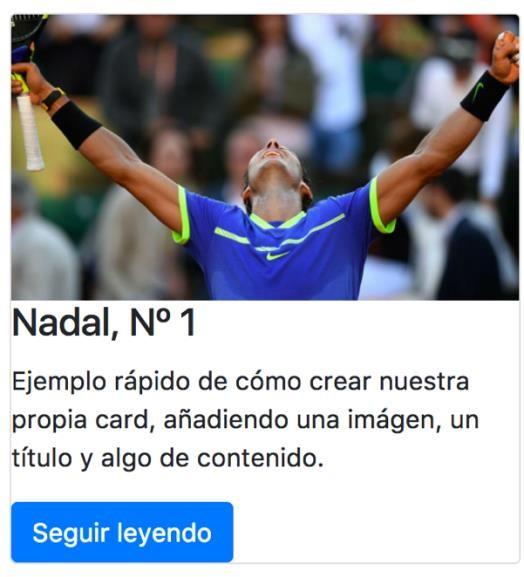 Nadal, Nº 1
Ejemplo rápido de cómo crear nuestra
propia card, añadiendo una imágen, un
título y algo de contenido.
Seguir leyendo